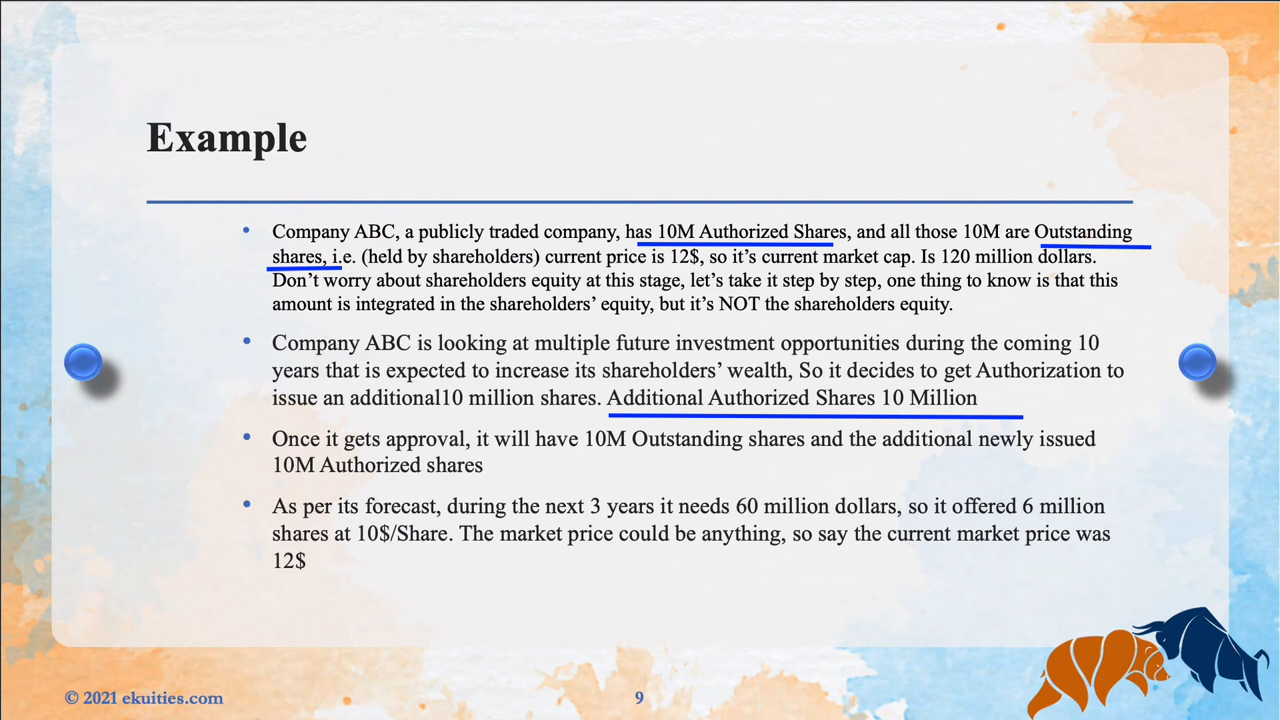 Example
• Company ABC, a publicly traded company, has 10M Authorized Shares, and all those 10M are Outstanding
shares, i.e. (held by shareholders) current price is 12$, so it’s current market cap. Is 120 million dollars.
Don’t worry about shareholders equity at this stage, let’s take it step by step, one thing to know is that this
amount is integrated in the shareholders’ equity, but it’s NOT the shareholders equity.
• Company ABC is looking at multiple future investment opportunities during the coming 10
years that is expected to increase its shareholders’ wealth, So it decides to get Authorization to
issue an additional10 million shares. Additional Authorized Shares 10 Million
• Once it gets approval, it will have 10M Outstanding shares and the additional newly issued
10M Authorized shares
• As per its forecast, during the next 3 years it needs 60 million dollars, so it offered 6 million
shares at 10$/Share. The market price could be anything, so say the current market price was
12$
© 2021 ekuities.com
9